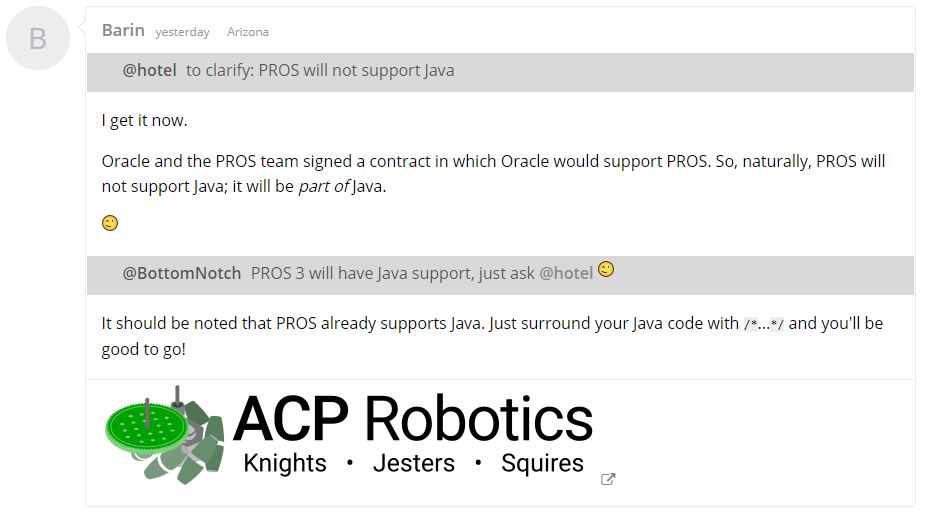 B
Barin yesterday Arizona
@hotel to clarify: PROS will not support Java
I get it now.
Oracle and the PROS team signed a contract in which Oracle would support PROS. So, naturally, PROS will
not support Java; it will be part of Java.
@BottomNotch PROS 3 will have Java support, just ask @hotel
It should be noted that PROS already supports Java. Just surround your Java code with /*...*/ and you'll be
good to go!
ACP Robotics
Knights • Jesters • Squires